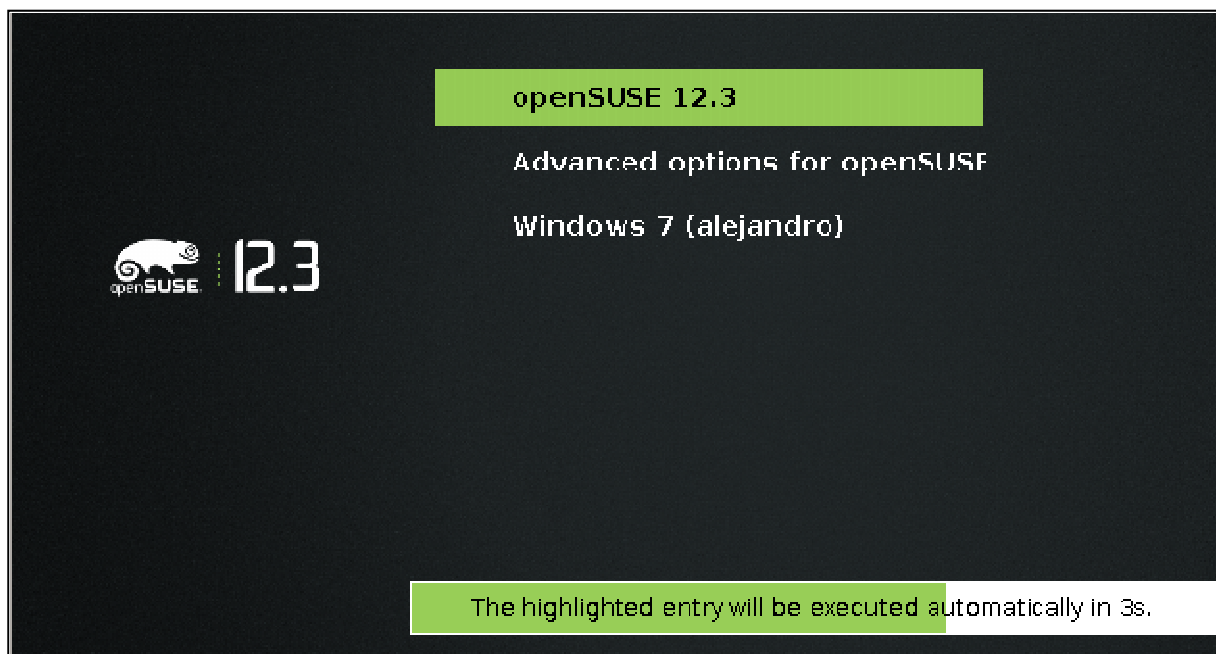 openSUSE 12.3
Advanced options for openSUSE
Windows 7 (alejandro)
openSUSE. 12.3
The highlighted entry will be executed automatically in 3s.